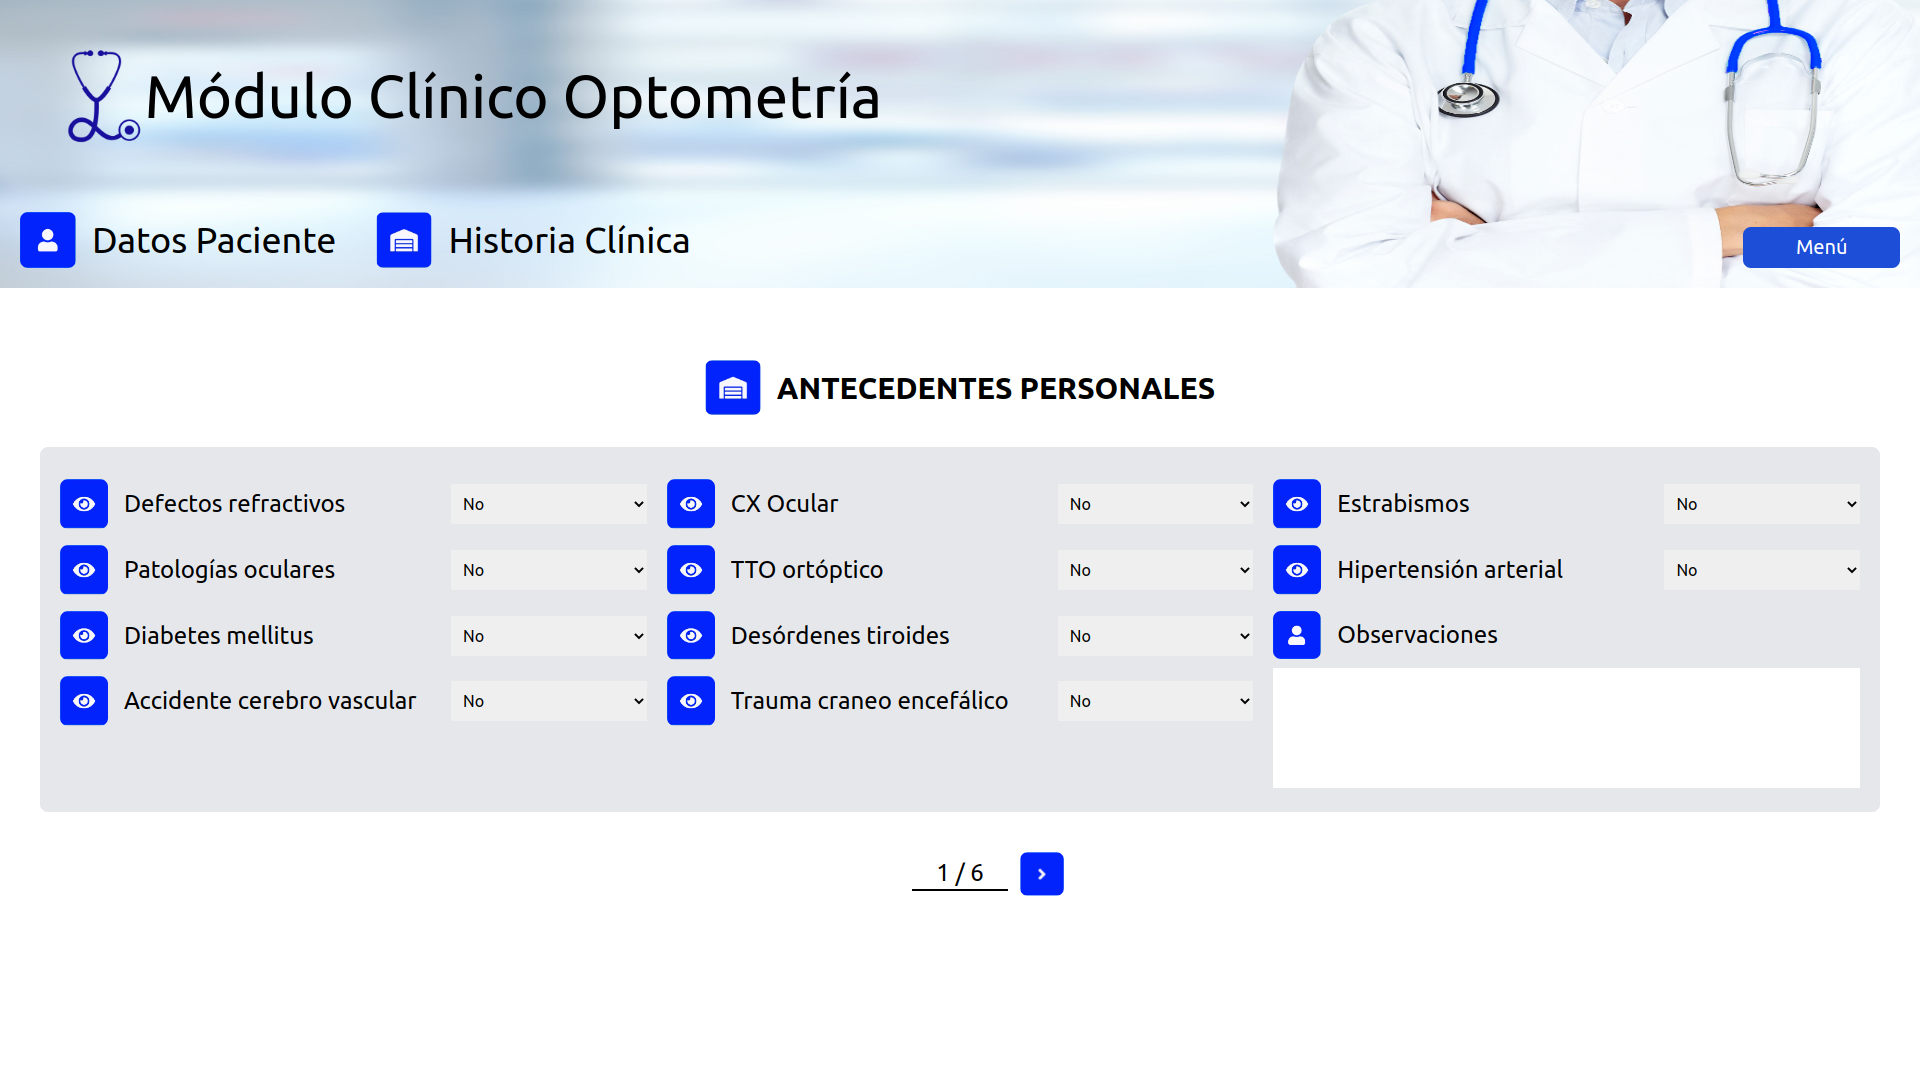 Módulo Clínico Optometría
Datos Paciente
Historia Clínica
Menú
ANTECEDENTES PERSONALES
Defectos refractivos No
CX Ocular No
Estrabismos No
Patologías oculares No
TTO ortóptico No
Hipertensión arterial No
Diabetes mellitus No
Desórdenes tiroides No
Observaciones
Accidente cerebro vascular No
Trauma craneo encefálico No
1 / 6